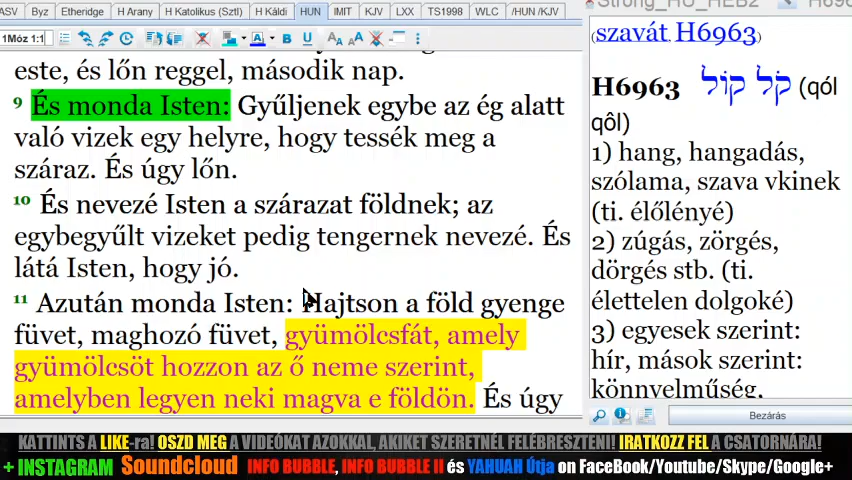 ASV Byz Etheridge H Arany H Katolikus (Szti) H Káldi HUN IMIT KJV LXX TS1998 WLC /HUN /KJV
1Móz 1:1
este, és lőn reggel, második nap.
9 És monda Isten: Gyűljenek egybe az ég alatt
való vizek egy helyre, hogy tessék meg a
száraz. És úgy lőn.
10 És nevezé Isten a szárazat földnek; az
egybegyűlt vizeket pedig tengernek nevezé. És
látá Isten, hogy jó.
11 Azután monda Isten: Hajtson a föld gyenge
füvet, maghozó füvet, gyümölcsfát, amely
gyümölcsöt hozzon az ő neme szerint,
amelyben legyen neki magva e földön. És úgy
Strong_HU_HEB2
(szavát H6963)
H6963 קֹל קוֹל (qól
qôl)
1) hang, hangadás,
szólama, szava vkinek
(ti. élőlényé)
2) zúgás, zörgés,
dörgés stb. (ti.
élettelen dolgoké)
3) egyesek szerint:
hír, mások szerint:
könnyelműség,
Bezárás
KATTINTS A LIKE-ra! OSZD MEG A VIDEÓKAT AZOKKAL, AKIKET SZERETNÉL FELÉBRESZTENI! IRATKOZZ FEL A CSATORNÁRA!
+ INSTAGRAM Soundcloud INFO BUBBLE, INFO BUBBLE II és YAHUAH Útja on FaceBook/Youtube/Skype/Google+